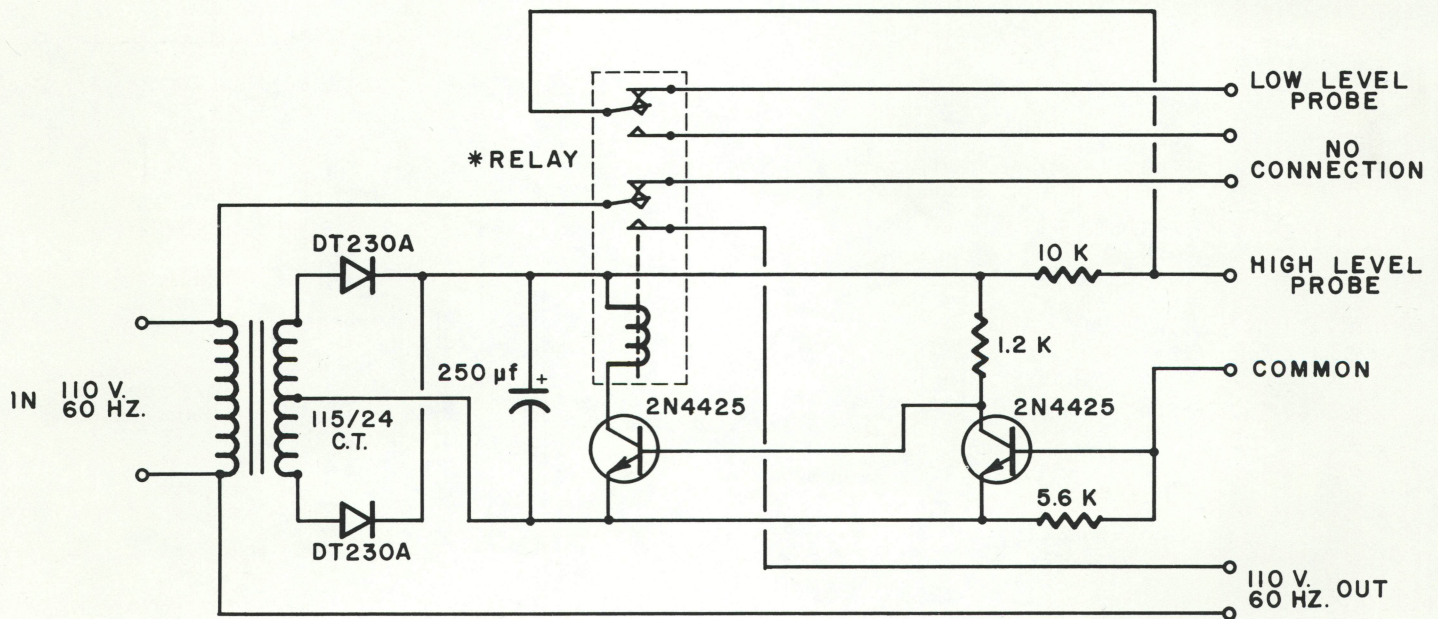 LOW LEVEL
PROBE
*RELAY
NO
CONNECTION
DT230A
10 K
HIGH LEVEL
PROBE
1.2 K
IN 110 V.
60 HZ.
250 µf +
COMMON
115/24
C.T.
2N4425
2N4425
5.6 K
DT230A
110 V.
60 HZ. OUT